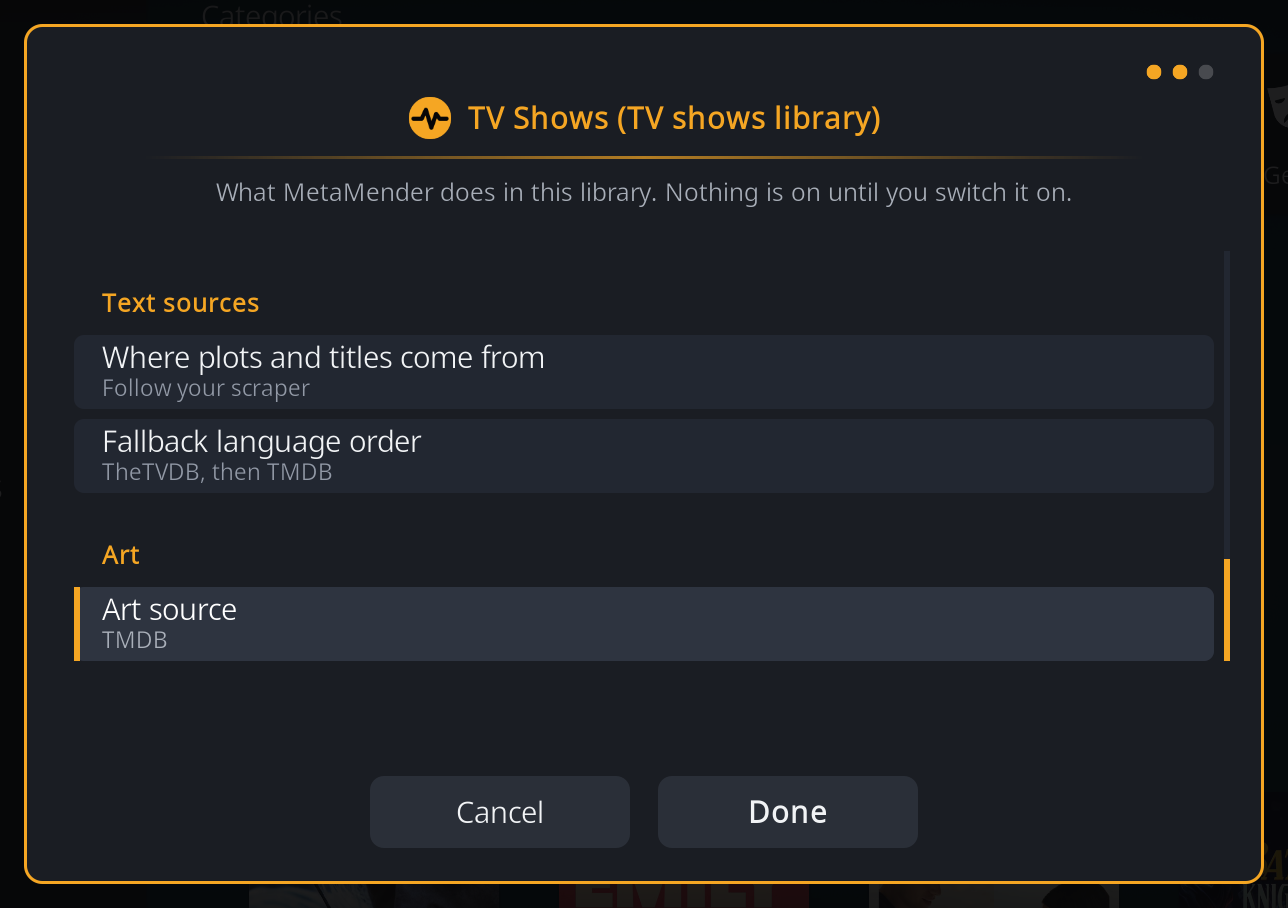 Categories
TV Shows (TV shows library)
What MetaMender does in this library. Nothing is on until you switch it on.
Text sources
Where plots and titles come from
Follow your scraper
Fallback language order
TheTVDB, then TMDB
Art
Art source
TMDB
Cancel
Done